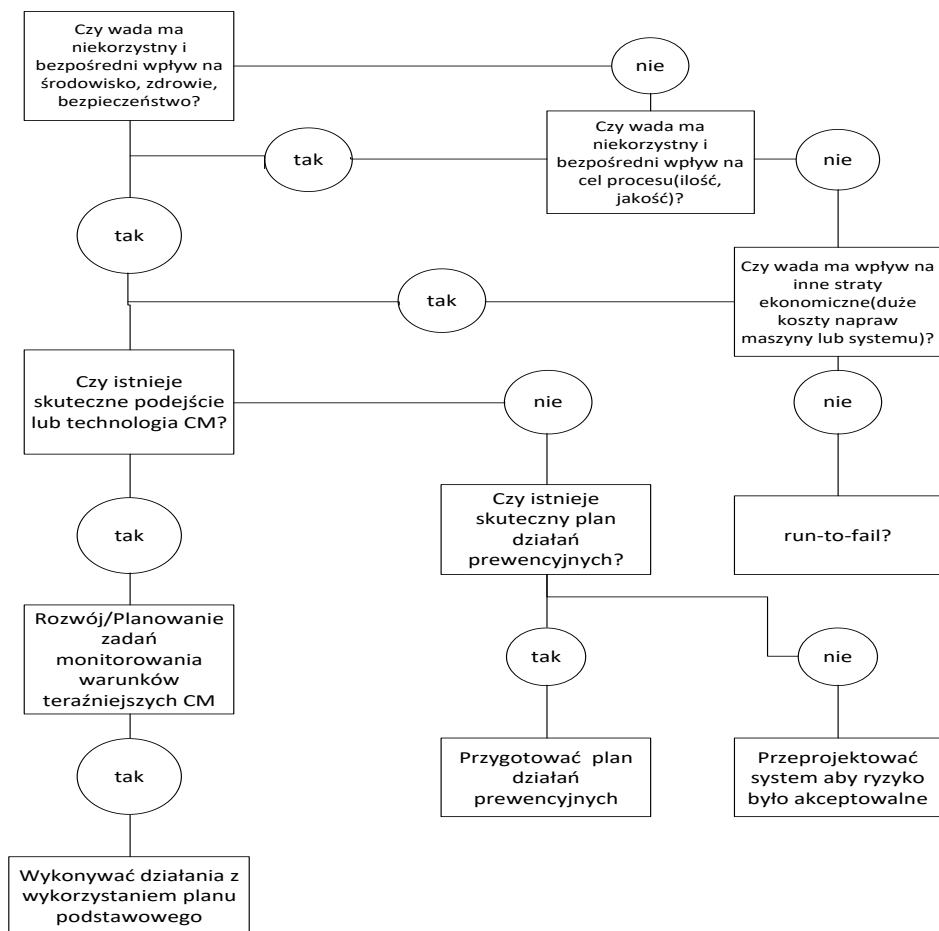 Czy wada ma
niekorzystny i
bezpośredni wpływ na
środowisko, zdrowie,
bezpieczeństwo?
nie
tak
Czy wada ma
niekorzystny i
bezpośredni wpływ na
cel procesu(ilość,
jakość)?
nie
tak
Czy wada ma wpływ na
inne straty
ekonomiczne(duże
koszty napraw
maszyny lub systemu)?
tak
Czy istnieje
skuteczne podejście
lub technologia CM?
nie
nie
tak
Czy istnieje
skuteczny plan
działań
prewencyjnych?
run-to-fail?
Rozwój/Planowanie
zadań
monitorowania
warunków
teraźniejszych CM
tak
nie
tak
Przygotować plan
działań
prewencyjnych
Przeprojektować
system aby ryzyko
było akceptowalne
Wykonywać działania z
wykorzystaniem planu
podstawowego